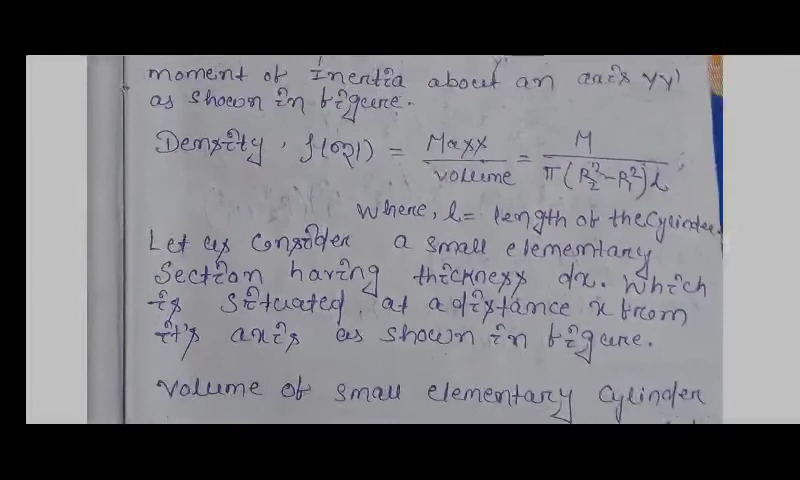 moment of Inertia about an axis yy'
as shown in figure.
Density, ρ(or) = Mass/volume = M/π(R₂²-R₁²)l ;
Where, l = length of the Cylinder.
Let us consider a small elementary
Section having thickness dx. Which
is situated at a distance x from
it's axis as shown in figure.
volume of small elementary Cylinder